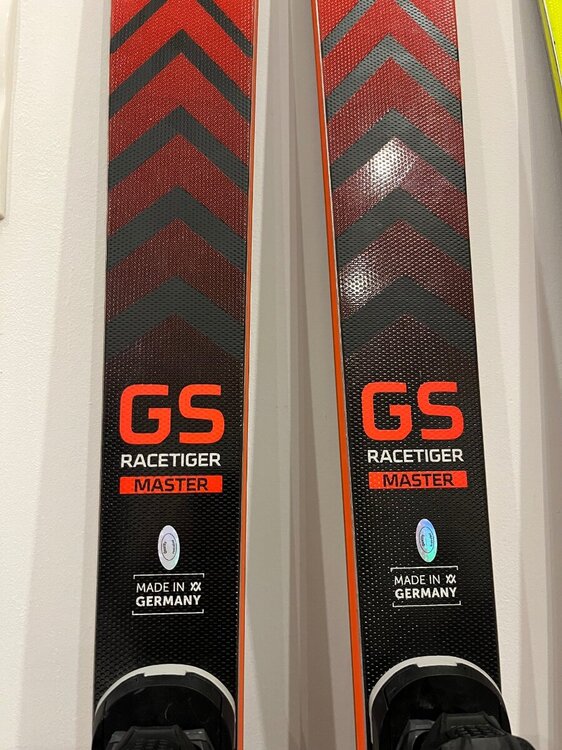 GS
RACETIGER
MASTER
MADE IN
GERMANY
GS
RACETIGER
MASTER
MADE IN
GERMANY